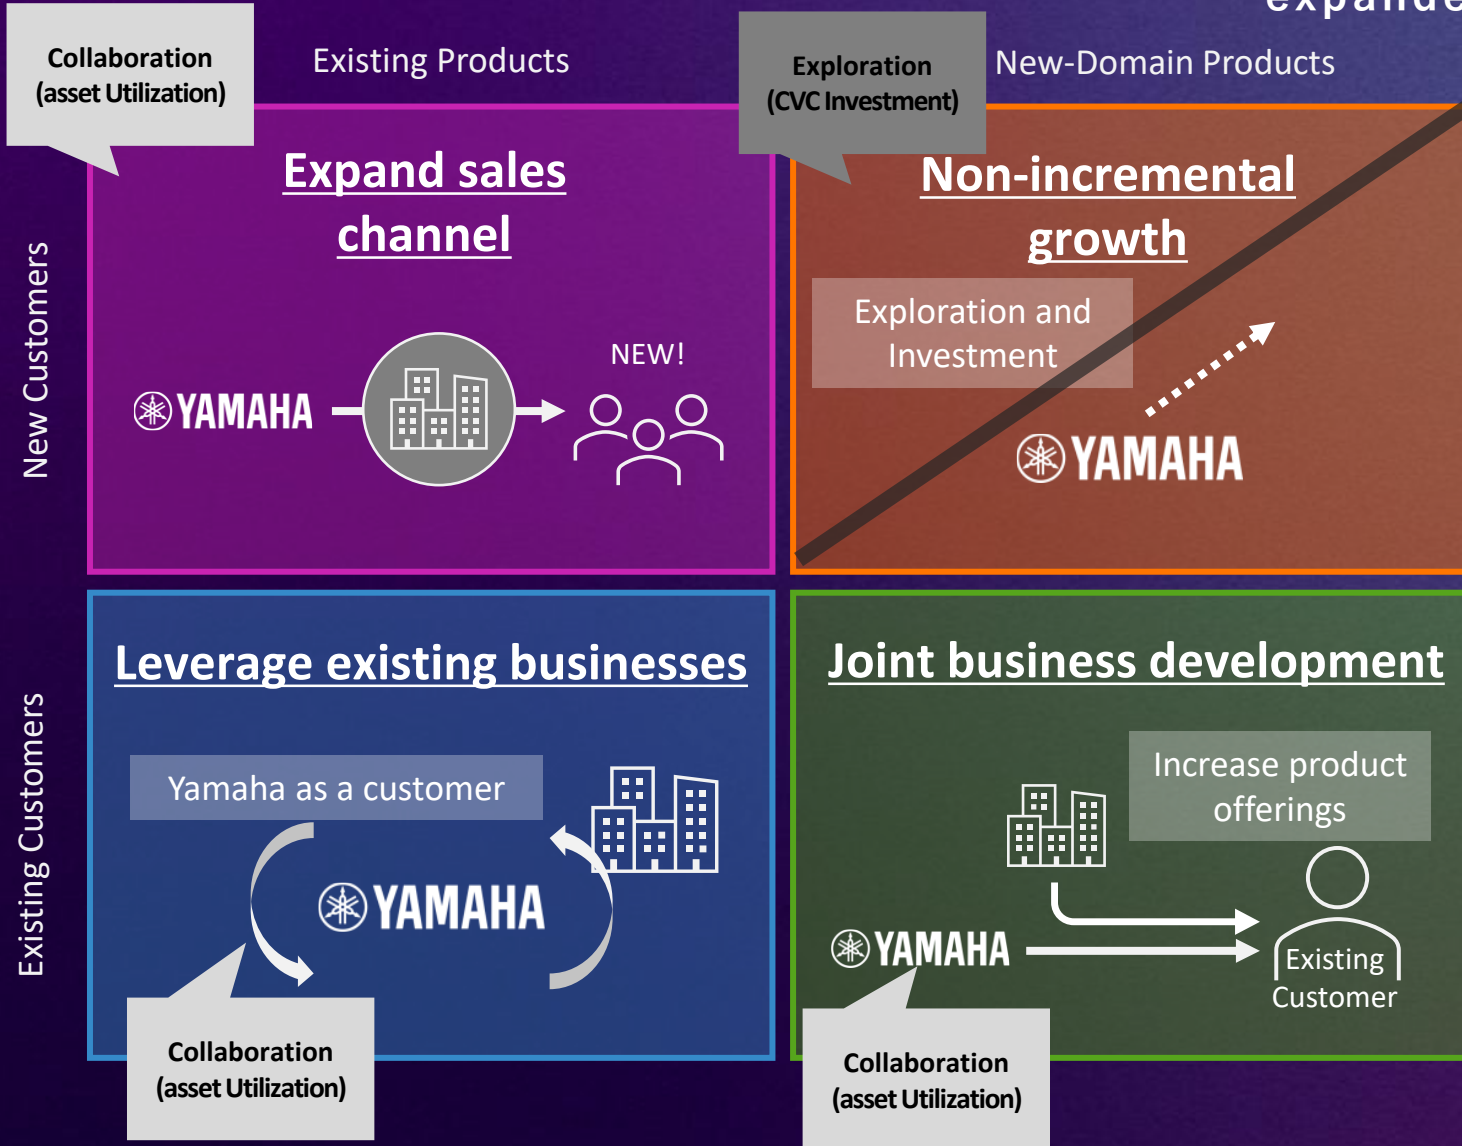 expande
Collaboration
(asset Utilization)
Existing Products
Exploration
(CVC Investment)
New-Domain Products
New Customers
Expand sales
channel
YAMAHA
NEW!
Non-incremental
growth
Exploration and
Investment
YAMAHA
Existing Customers
Leverage existing businesses
Yamaha as a customer
YAMAHA
Collaboration
(asset Utilization)
Joint business development
Increase product
offerings
YAMAHA
Existing
Customer
Collaboration
(asset Utilization)